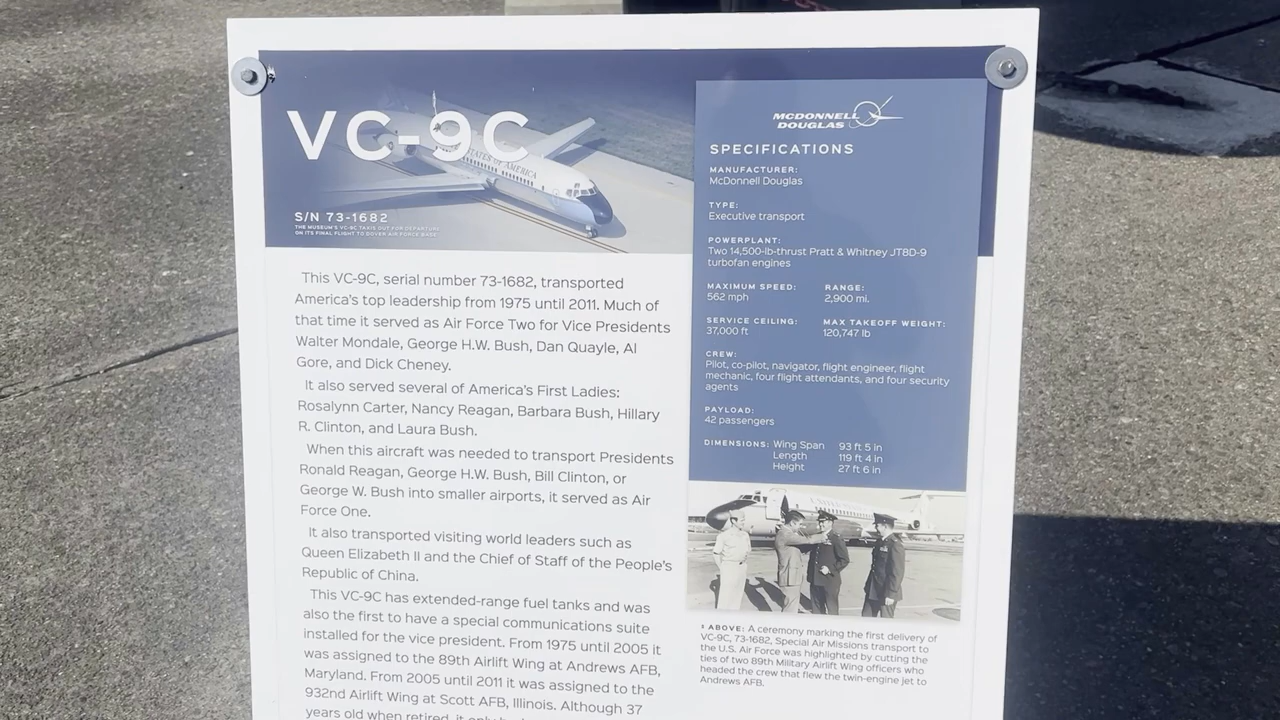 VC-9C
STATES OF AMERICA
S/N 73-1682
THE MUSEUM'S VC-9C TAXIS OUT FOR DEPARTURE
ON ITS FINAL FLIGHT TO DOVER AIR FORCE BASE
This VC-9C, serial number 73-1682, transported
America's top leadership from 1975 until 2011. Much of
that time it served as Air Force Two for Vice Presidents
Walter Mondale, George H.W. Bush, Dan Quayle, Al
Gore, and Dick Cheney.
It also served several of America's First Ladies:
Rosalynn Carter, Nancy Reagan, Barbara Bush, Hillary
R. Clinton, and Laura Bush.
When this aircraft was needed to transport Presidents
Ronald Reagan, George H.W. Bush, Bill Clinton, or
George W. Bush into smaller airports, it served as Air
Force One.
It also transported visiting world leaders such as
Queen Elizabeth II and the Chief of Staff of the People's
Republic of China.
This VC-9C has extended-range fuel tanks and was
also the first to have a special communications suite
installed for the vice president. From 1975 until 2005 it
was assigned to the 89th Airlift Wing at Andrews AFB,
Maryland. From 2005 until 2011 it was assigned to the
932nd Airlift Wing at Scott AFB, Illinois. Although 37
years old when retired, it only
MCDONNELL
DOUGLAS
SPECIFICATIONS
MANUFACTURER:
McDonnell Douglas
TYPE:
Executive transport
POWERPLANT:
Two 14,500-lb-thrust Pratt & Whitney JT8D-9
turbofan engines
MAXIMUM SPEED: RANGE:
562 mph 2,900 mi.
SERVICE CEILING: MAX TAKEOFF WEIGHT:
37,000 ft 120,747 lb
CREW:
Pilot, co-pilot, navigator, flight engineer, flight
mechanic, four flight attendants, and four security
agents
PAYLOAD:
42 passengers
DIMENSIONS: Wing Span 93 ft 5 in
Length 119 ft 4 in
Height 27 ft 6 in
ABOVE: A ceremony marking the first delivery of
VC-9C, 73-1682, Special Air Missions transport to
the U.S. Air Force was highlighted by cutting the
ties of two 89th Military Airlift Wing officers who
headed the crew that flew the twin-engine jet to
Andrews AFB.